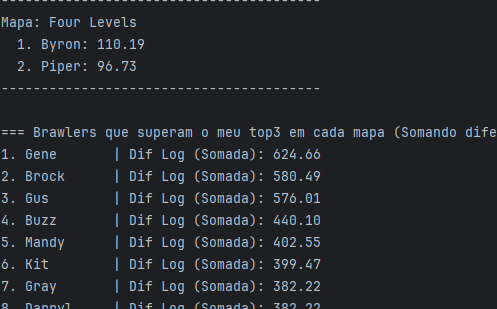 ----------------------------------------
Mapa: Four Levels
1. Byron: 110.19
2. Piper: 96.73
----------------------------------------
=== Brawlers que superam o meu top3 em cada mapa (Somando dife
1. Gene | Dif Log (Somada): 624.66
2. Brock | Dif Log (Somada): 580.49
3. Gus | Dif Log (Somada): 576.01
4. Buzz | Dif Log (Somada): 440.10
5. Mandy | Dif Log (Somada): 402.55
6. Kit | Dif Log (Somada): 399.47
7. Gray | Dif Log (Somada): 382.22
8. Darryl | Dif Log (Somada): 382.22